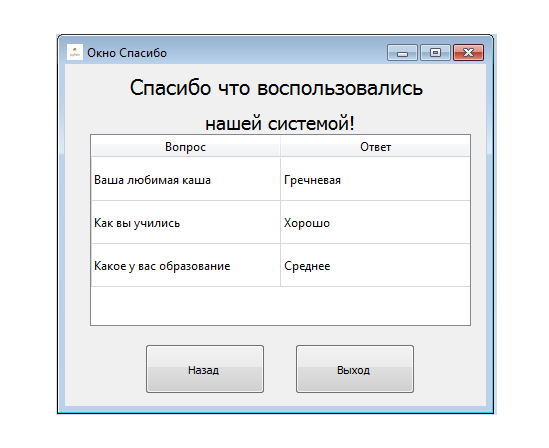 Окно Спасибо
Спасибо что воспользовались
нашей системой!
Вопрос Ответ
Ваша любимая каша Гречневая
Как вы учились Хорошо
Какое у вас образование Среднее
Назад Выход